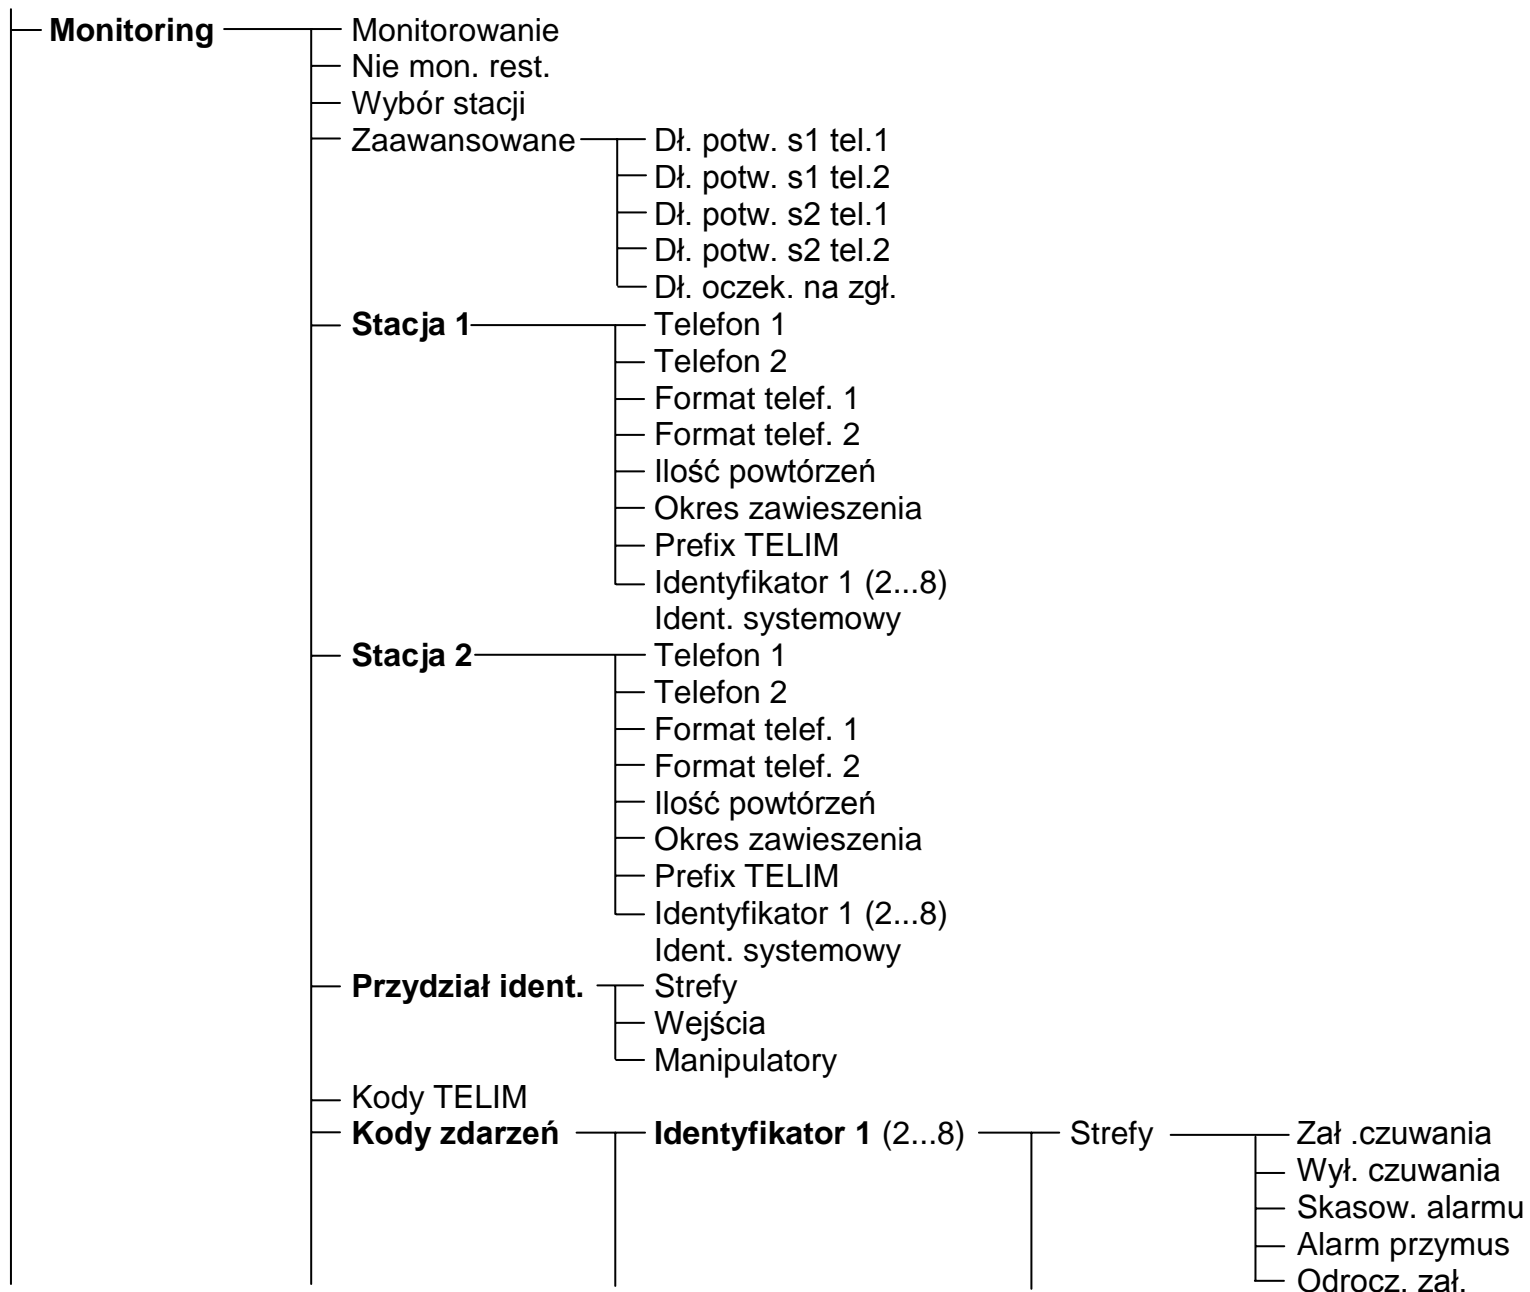 Monitoring Monitorowanie
Nie mon. rest.
Wybór stacji
Zaawansowane Dł. potw. s1 tel.1
Dł. potw. s1 tel.2
Dł. potw. s2 tel.1
Dł. potw. s2 tel.2
Dł. oczek. na zgł.
Stacja 1 Telefon 1
Telefon 2
Format telef. 1
Format telef. 2
Ilość powtórzeń
Okres zawieszenia
Prefix TELIM
Identyfikator 1 (2...8)
Ident. systemowy
Stacja 2 Telefon 1
Telefon 2
Format telef. 1
Format telef. 2
Ilość powtórzeń
Okres zawieszenia
Prefix TELIM
Identyfikator 1 (2...8)
Ident. systemowy
Przydział ident. Strefy
Wejścia
Manipulatory
Kody TELIM
Kody zdarzeń Identyfikator 1 (2...8) Strefy Zał .czuwania
Wył. czuwania
Skasow. alarmu
Alarm przymus
Odrocz. zał.